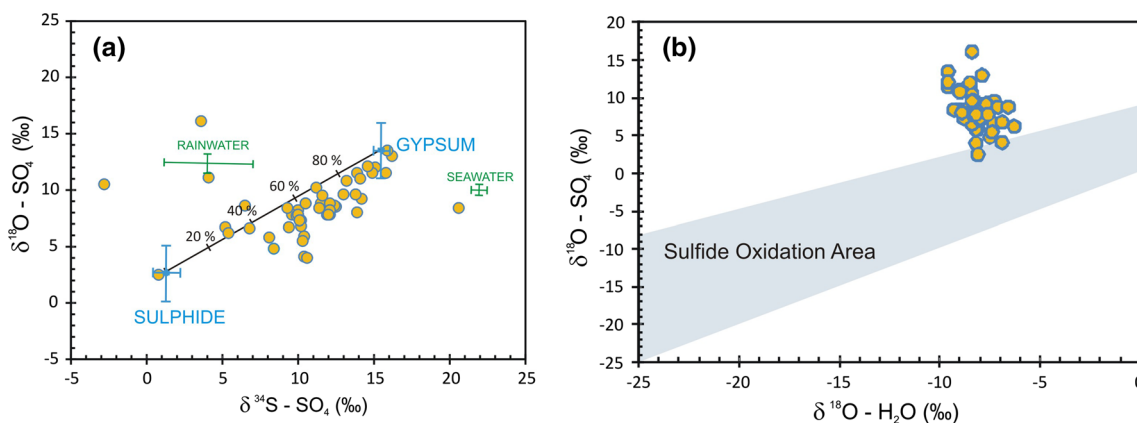 (a)
25
20
15
10
5
0
-5
δ18O - SO4 (‰)
RAINWATER
GYPSUM
SEAWATER
80 %
60 %
40 %
20 %
SULPHIDE
-5 0 5 10 15 20 25
δ 34S - SO4 (‰)
(b)
20
15
10
5
0
-5
-10
-15
-20
-25
δ18O - SO4 (‰)
Sulfide Oxidation Area
-25 -20 -15 -10 -5 0
δ 18O - H2O (‰)